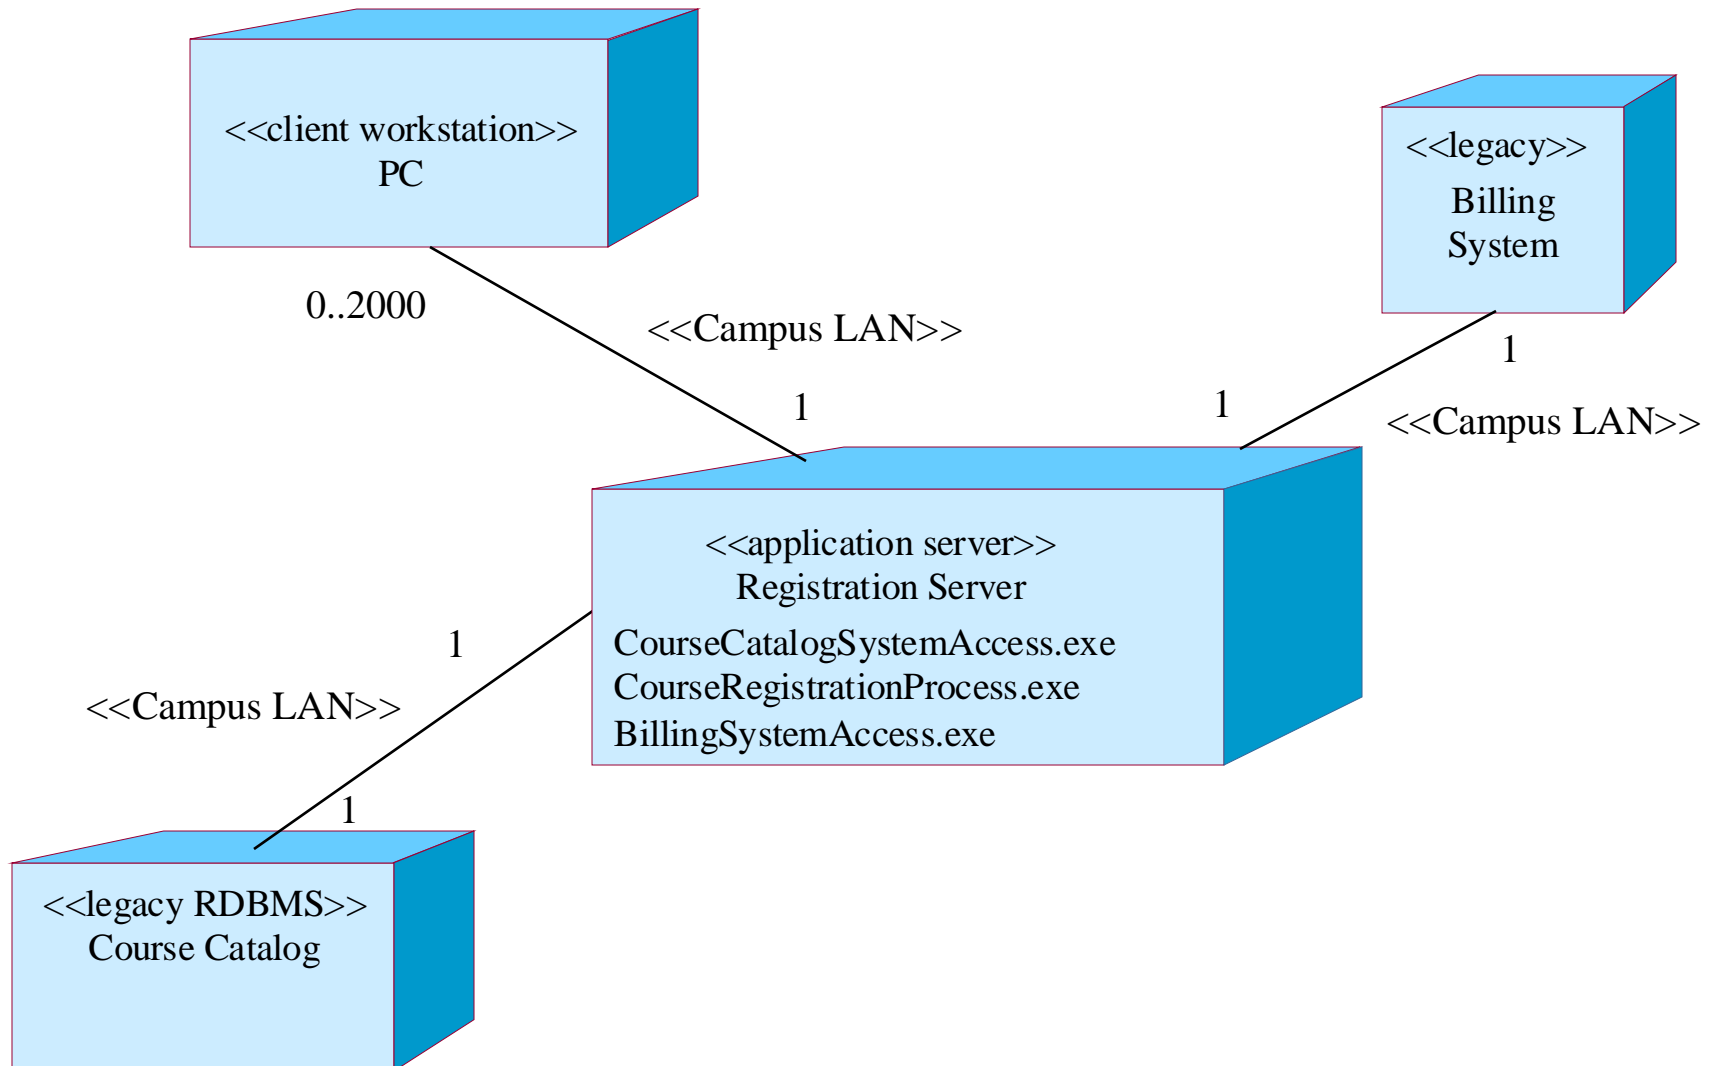 <<client workstation>>
PC
<<legacy>>
Billing
System
0..2000
<<Campus LAN>>
1
1
1
<<Campus LAN>>
<<application server>>
Registration Server
CourseCatalogSystemAccess.exe
CourseRegistrationProcess.exe
BillingSystemAccess.exe
1
<<Campus LAN>>
1
<<legacy RDBMS>>
Course Catalog